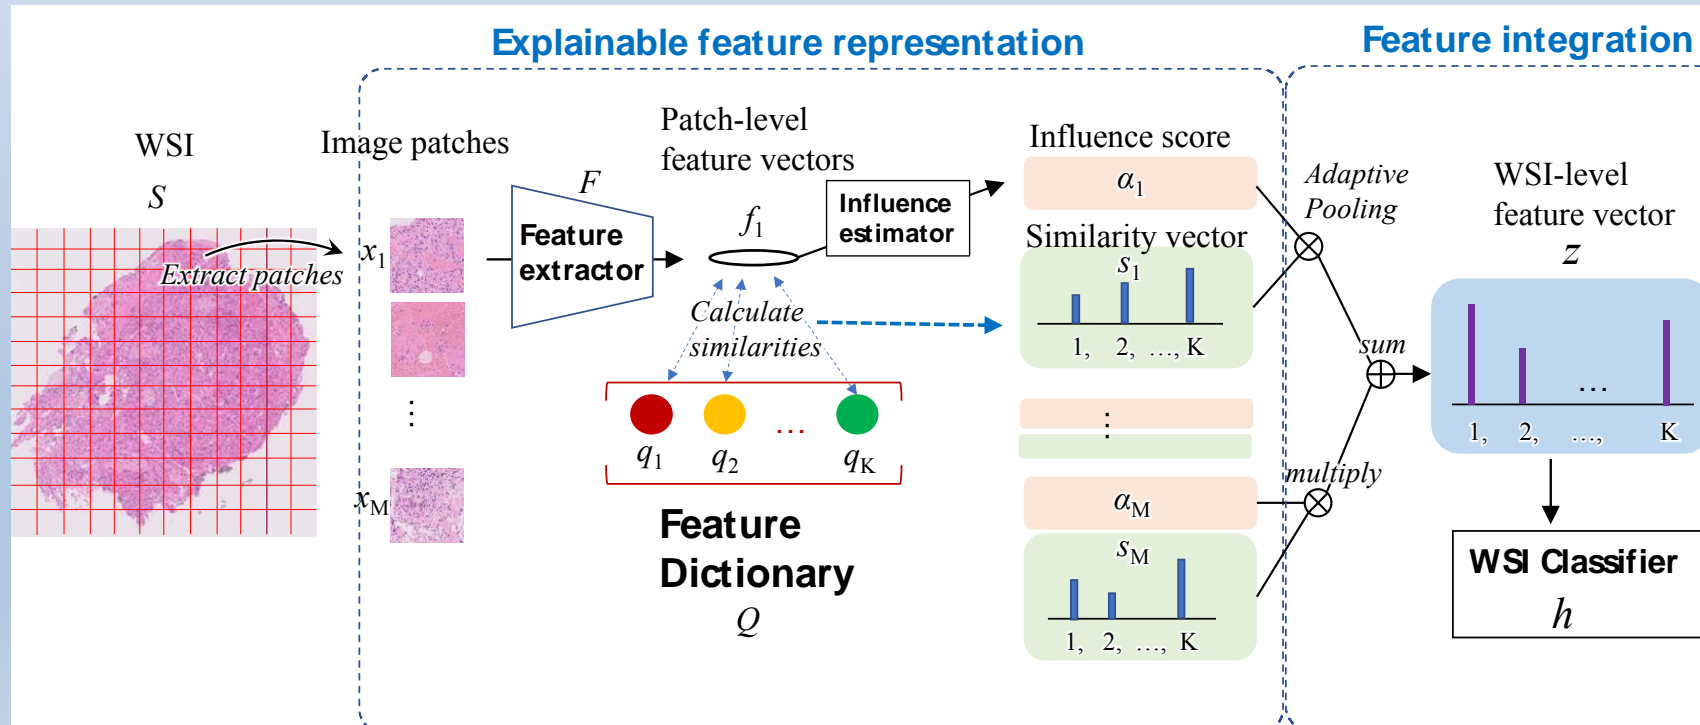 Explainable feature representation
Feature integration
WSI
S
Extract patches
Image patches
x1
⋮
xM
F
Feature
extractor
Patch-level
feature vectors
f1
Influence
estimator
Calculate
similarities
q1 q2 … qK
Feature
Dictionary
Q
Influence score
α1
Similarity vector
s1
1, 2, …, K
⋮
αM
sM
1, 2, …, K
Adaptive
Pooling
sum
multiply
WSI-level
feature vector
z
…
1, 2, …, K
WSI Classifier
h